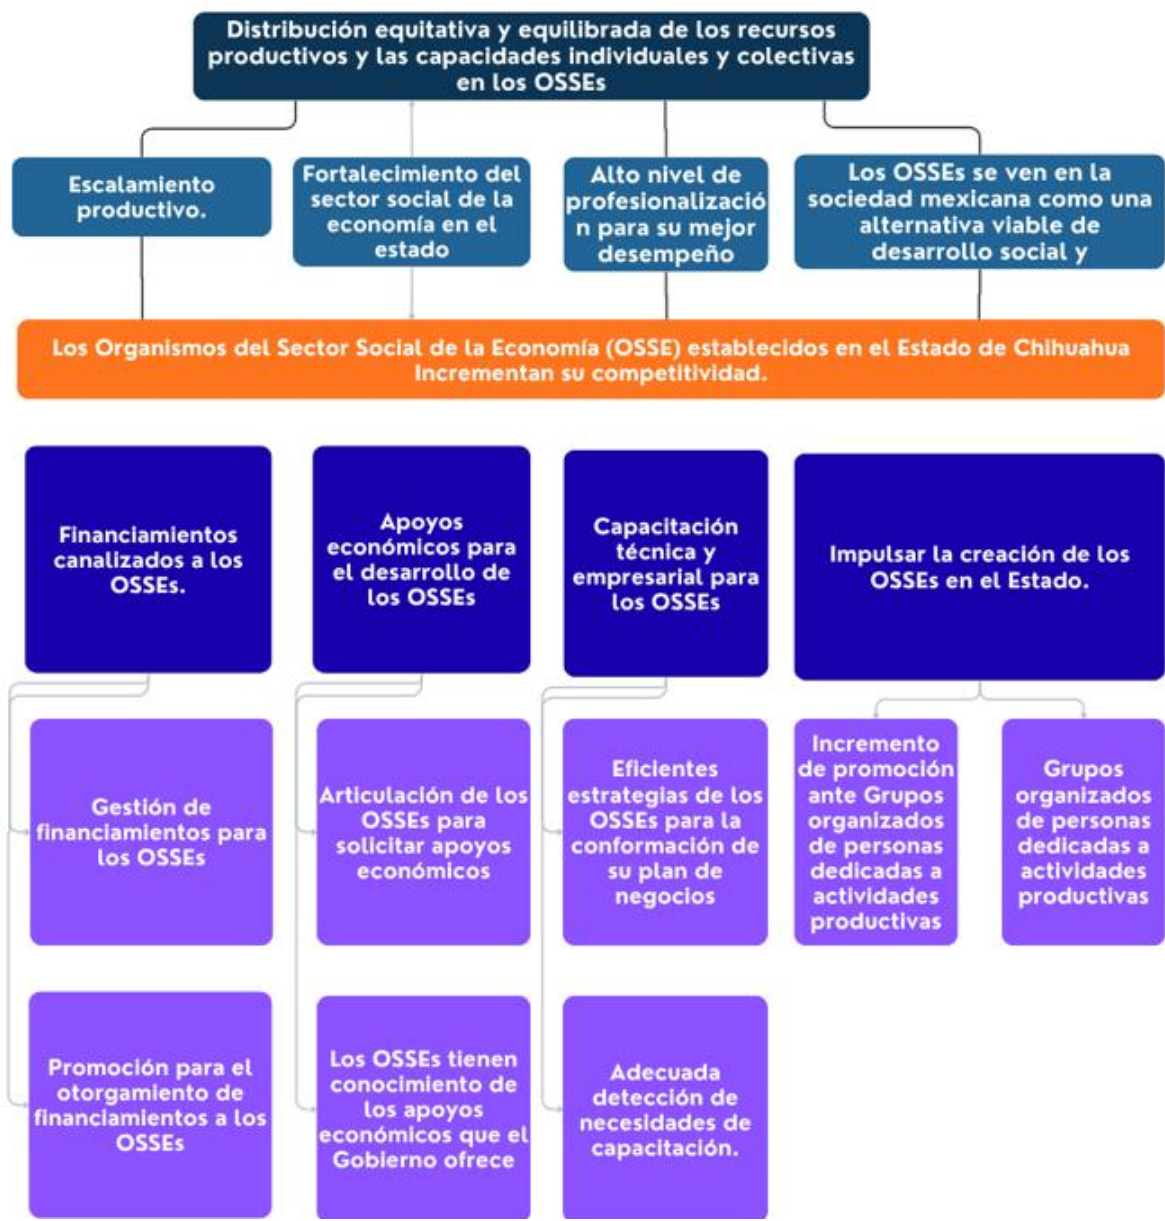 Distribución equitativa y equilibrada de los recursos
productivos y las capacidades individuales y colectivas
en los OSSEs
Escalamiento
productivo.
Fortalecimiento del
sector social de la
economía en el
estado
Alto nivel de
profesionalizació
n para su mejor
desempeño
Los OSSEs se ven en la
sociedad mexicana como una
alternativa viable de
desarrollo social y
Los Organismos del Sector Social de la Economía (OSSE) establecidos en el Estado de Chihuahua
Incrementan su competitividad.
Financiamientos
canalizados a los
OSSEs.
Apoyos
económicos para
el desarrollo de
los OSSEs
Capacitación
técnica y
empresarial para
los OSSEs
Impulsar la creación de los
OSSEs en el Estado.
Gestión de
financiamientos para
los OSSEs
Articulación de los
OSSEs para
solicitar apoyos
económicos
Eficientes
estrategias de los
OSSEs para la
conformación de
su plan de
negocios
Incremento
de promoción
ante Grupos
organizados
de personas
dedicadas a
actividades
productivas
Grupos
organizados
de personas
dedicadas a
actividades
productivas
Promoción para el
otorgamiento de
financiamientos a los
OSSEs
Los OSSEs tienen
conocimiento de
los apoyos
económicos que el
Gobierno ofrece
Adecuada
detección de
necesidades de
capacitación.